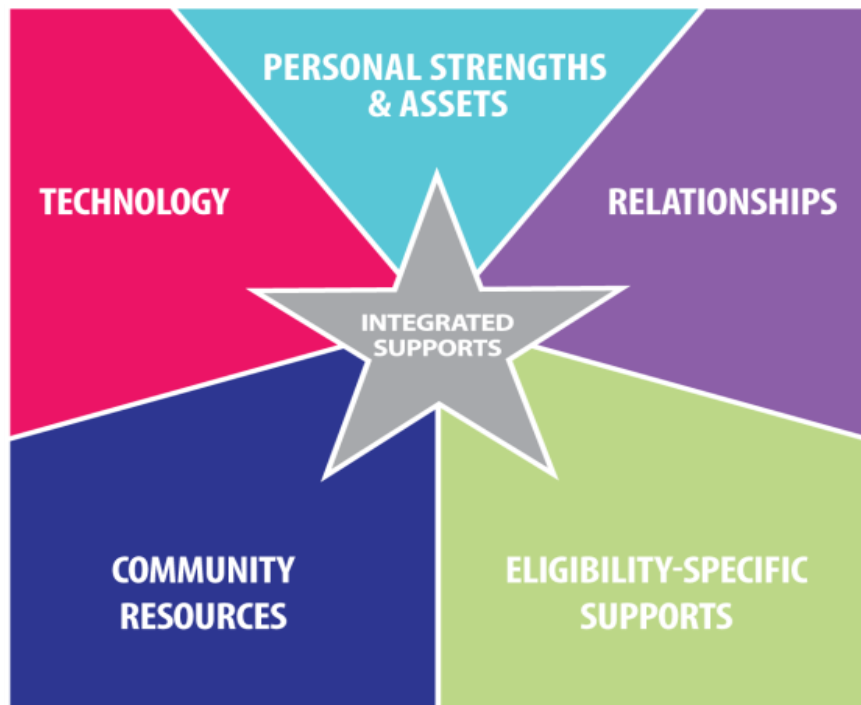 PERSONAL STRENGTHS
& ASSETS
TECHNOLOGY
RELATIONSHIPS
INTEGRATED
SUPPORTS
COMMUNITY
RESOURCES
ELIGIBILITY-SPECIFIC
SUPPORTS